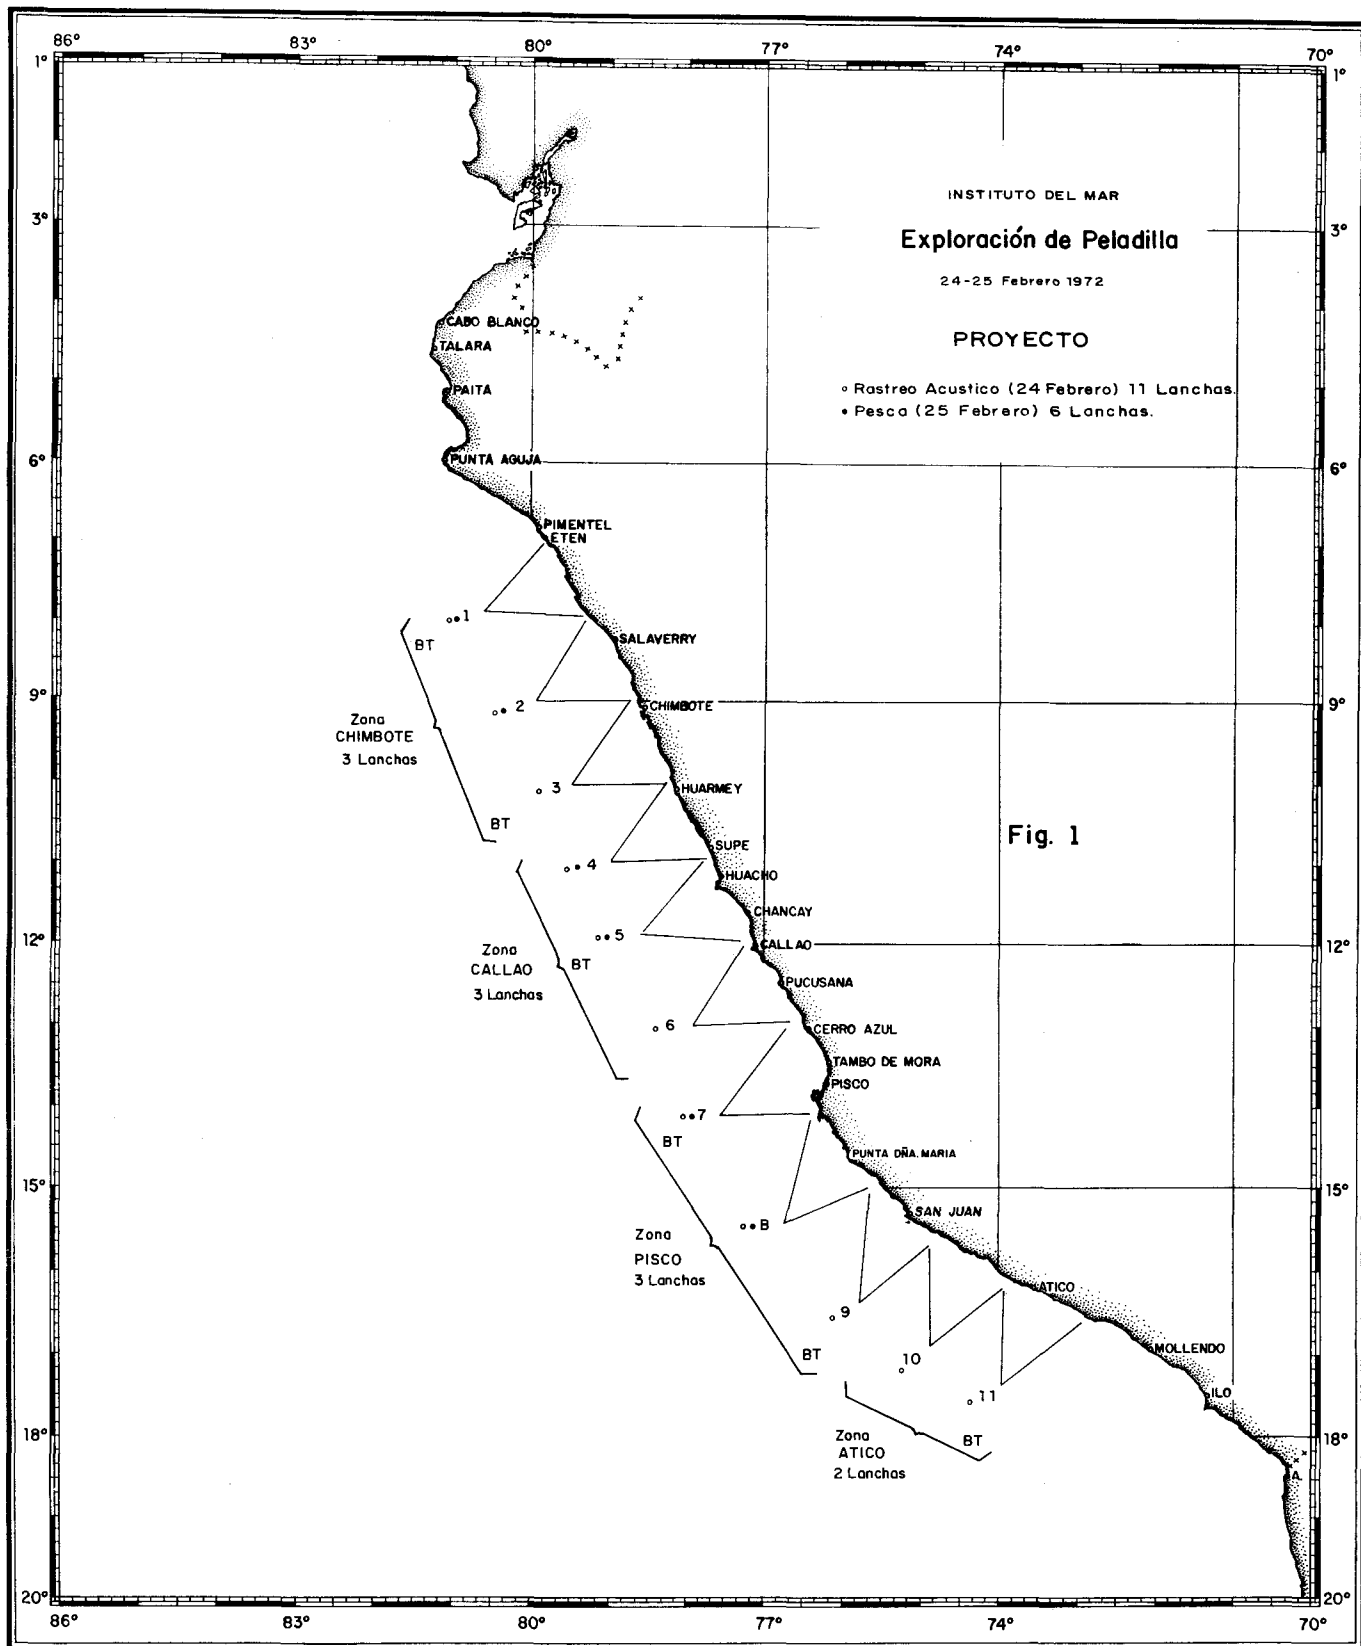 86° 83° 80° 77° 74° 70°
1° 1°
INSTITUTO DEL MAR
3° 3°
Exploración de Peladilla
24-25 Febrero 1972
CABO BLANCO
PROYECTO
TALARA
PAITA
○ Rastreo Acustico (24 Febrero) 11 Lanchas.
• Pesca (25 Febrero) 6 Lanchas.
6° PUNTA AGUJA 6°
PIMENTEL
ETEN
1
BT
SALAVERRY
9° 9°
2
CHIMBOTE
Zona
CHIMBOTE
3 Lanchas
3
HUARMEY
BT
Fig. 1
SUPE
4
HUACHO
CHANCAY
12° 12°
5
CALLAO
Zona
CALLAO
3 Lanchas
BT
PUCUSANA
6
CERRO AZUL
TAMBO DE MORA
PISCO
7
BT
PUNTA DÑA. MARIA
15° 15°
SAN JUAN
8
Zona
PISCO
3 Lanchas
ATICO
9
BT
MOLLENDO
10
11
ILO
18° 18°
Zona
ATICO
2 Lanchas
BT
A.
20° 20°
86° 83° 80° 77° 74° 70°